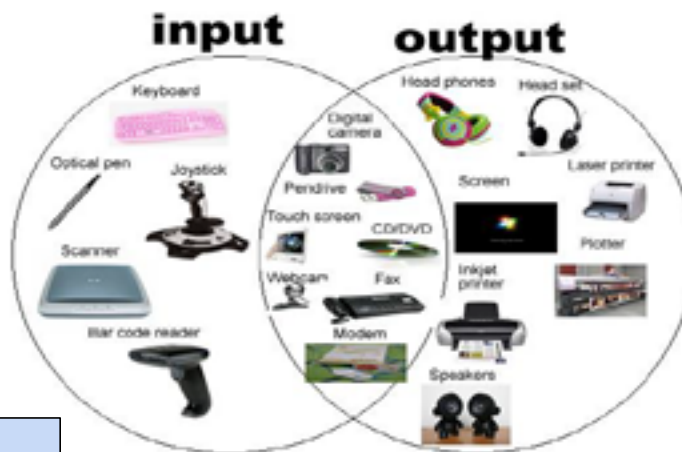 input
output
Keyboard
Optical pen
Joystick
Scanner
Bar code reader
Digital
camera
Pendrive
Touch screen
CD/DVD
Webcam
Fax
Modem
Head phones
Head set
Laser printer
Screen
Plotter
Inkjet
printer
Speakers